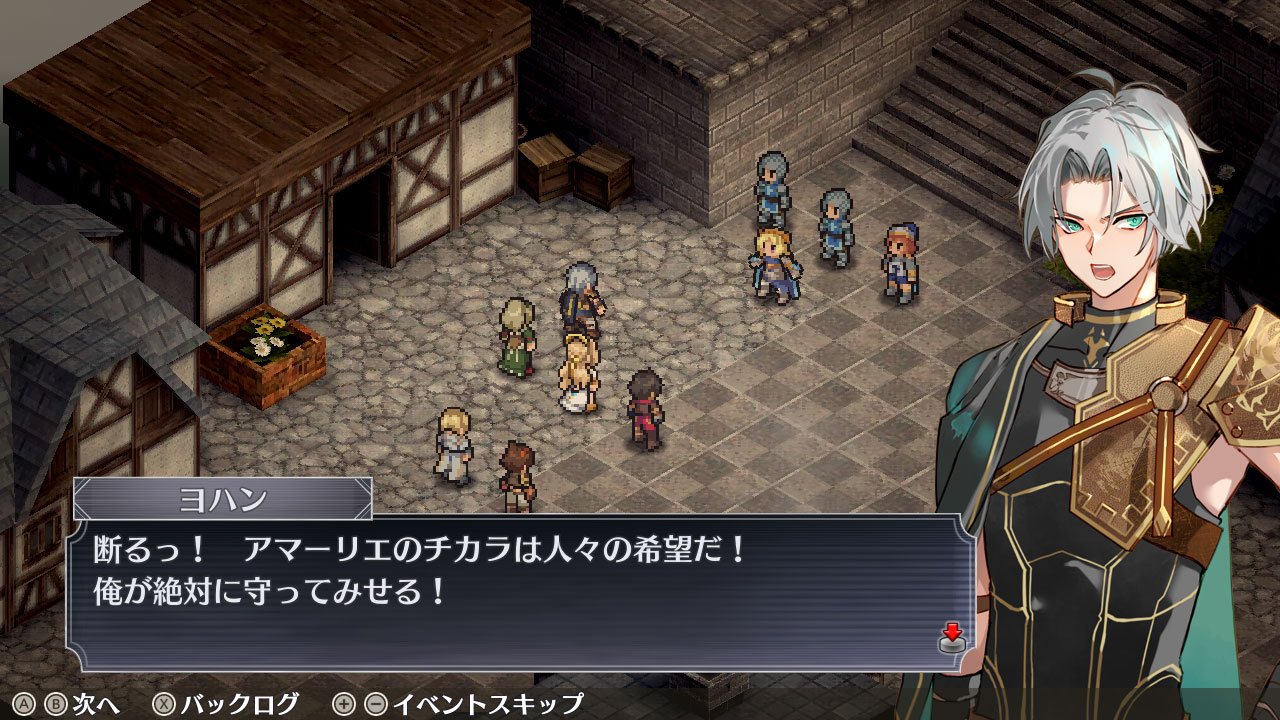 ヨハン
断るっ！　アマーリエのチカラは人々の希望だ！
俺が絶対に守ってみせる！
Ⓐ Ⓑ 次へ　Ⓧ バックログ　⊕ ⊖ イベントスキップ